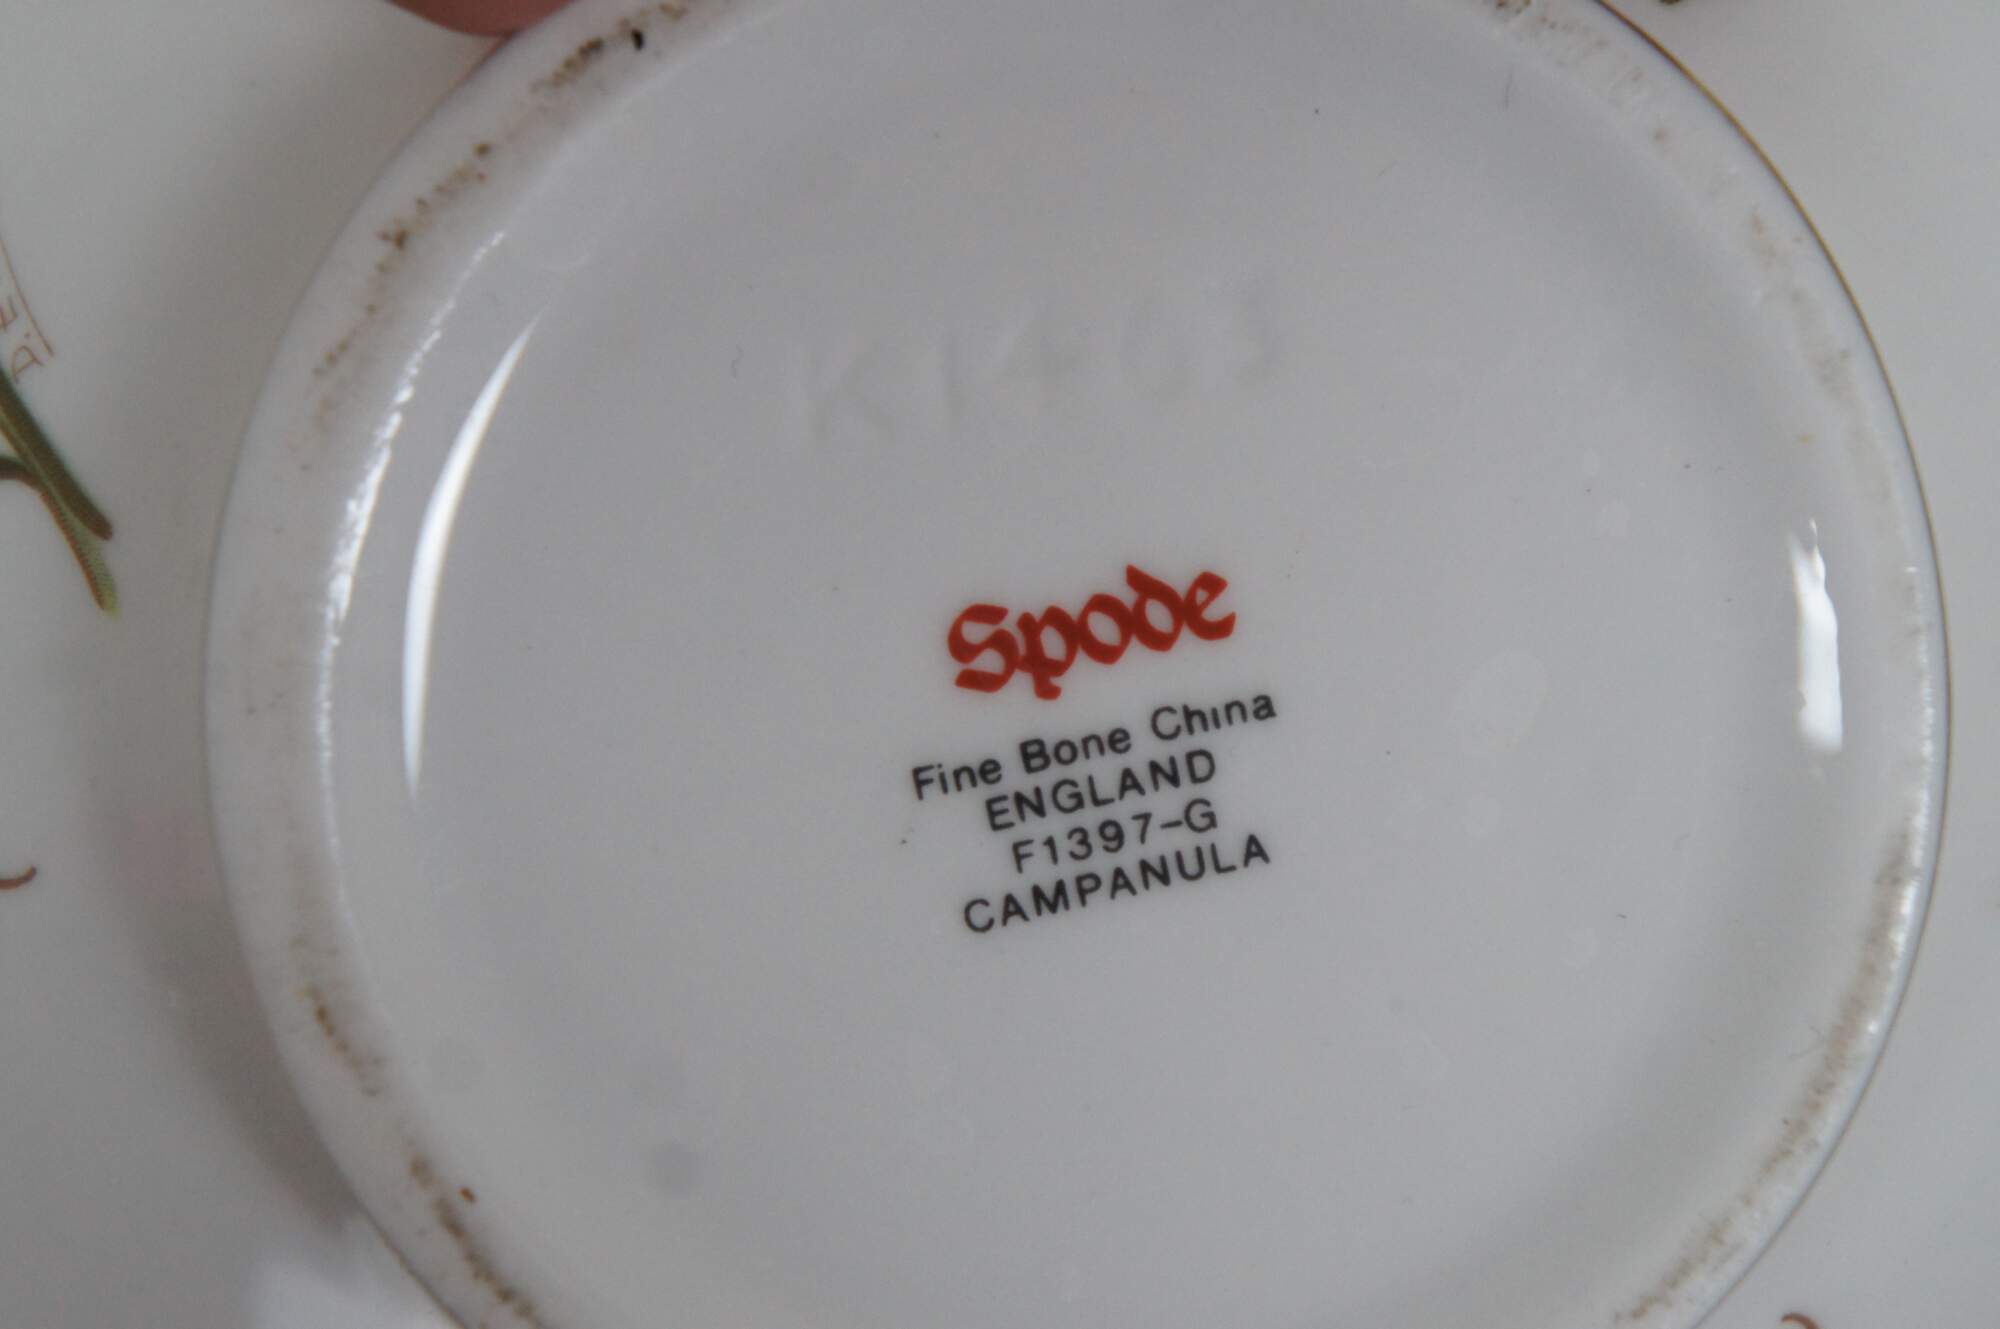 Spode
Fine Bone China
ENGLAND
F1397-G
CAMPANULA